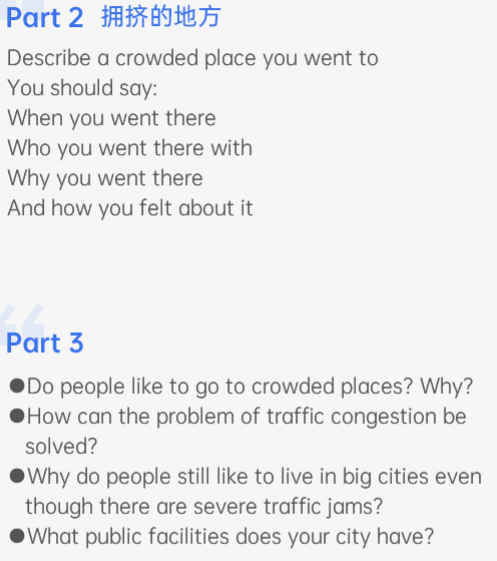 Part 2 拥挤的地方
Describe a crowded place you went to
You should say:
When you went there
Who you went there with
Why you went there
And how you felt about it
Part 3
●Do people like to go to crowded places? Why?
●How can the problem of traffic congestion be
solved?
●Why do people still like to live in big cities even
though there are severe traffic jams?
●What public facilities does your city have?